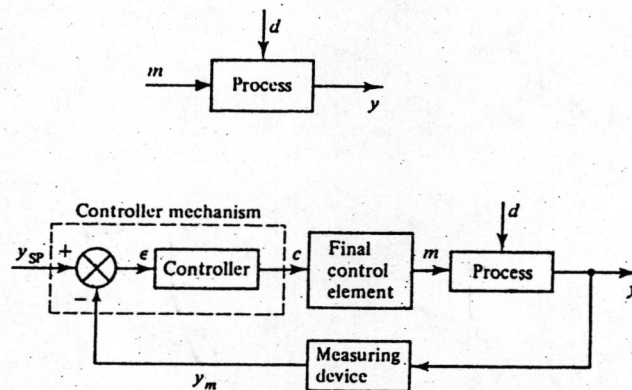 d
m
Process
y
Controller mechanism
d
y_SP
+
ϵ
Controller
c
Final
control
element
m
Process
y
−
Measuring
device
y_m